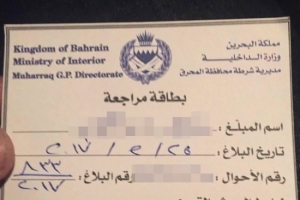 Kingdom of Bahrain
Ministry of Interior
Muharraq G.P. Directorate
مملكة البحرين
وزارة الداخلية
مديرية شرطة محافظة المحرق
بطاقة مراجعة
اسم المبلغ :
تاريخ البلاغ : ٢٥ / ٢ / ٢٠١٧
رقم الأحوال : رقم البلاغ : ٨٣٣
٢٠١٧